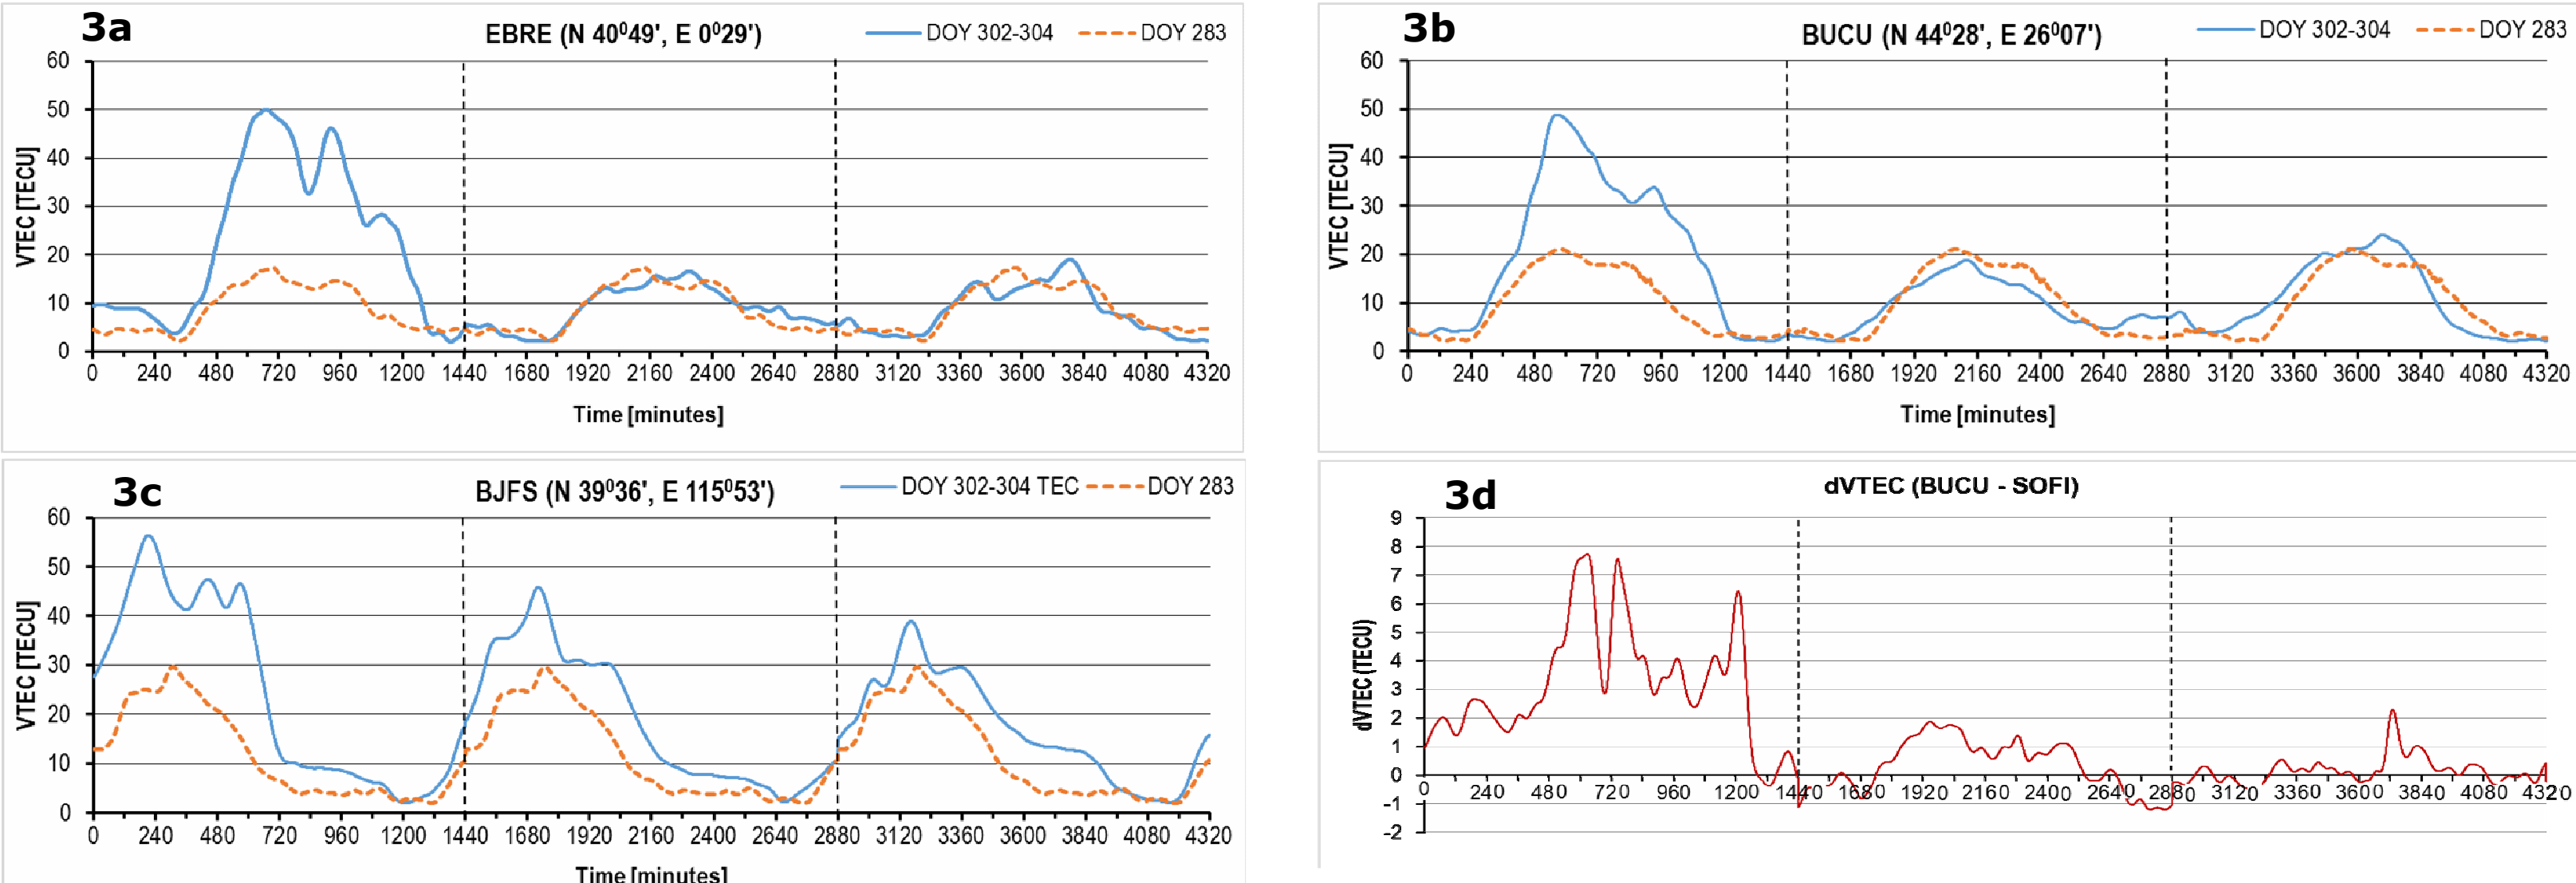 3a
EBRE (N 40⁰49', E 0⁰29')
DOY 302-304
DOY 283
60
50
40
30
20
10
0
VTEC [TECU]
0 240 480 720 960 1200 1440 1680 1920 2160 2400 2640 2880 3120 3360 3600 3840 4080 4320
Time [minutes]
3b
BUCU (N 44⁰28', E 26⁰07')
DOY 302-304
DOY 283
60
50
40
30
20
10
0
VTEC [TECU]
0 240 480 720 960 1200 1440 1680 1920 2160 2400 2640 2880 3120 3360 3600 3840 4080 4320
Time [minutes]
3c
BJFS (N 39⁰36', E 115⁰53')
DOY 302-304 TEC
DOY 283
60
50
40
30
20
10
0
VTEC [TECU]
0 240 480 720 960 1200 1440 1680 1920 2160 2400 2640 2880 3120 3360 3600 3840 4080 4320
Time [minutes]
3d
dVTEC (BUCU - SOFI)
9
8
7
6
5
4
3
2
1
0
-1
-2
dVTEC (TECU)
0 240 480 720 960 1200 1440 1680 1920 2160 2400 2640 2880 3120 3360 3600 3840 4080 4320